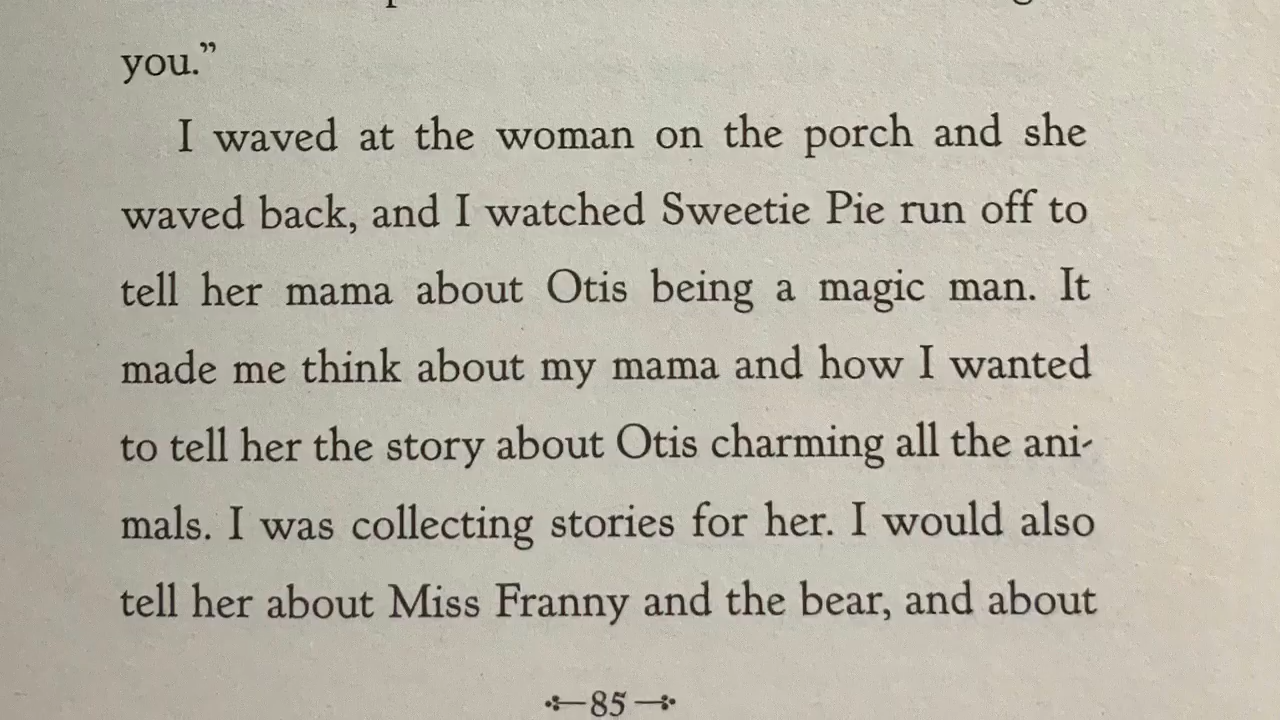 you.”
I waved at the woman on the porch and she
waved back, and I watched Sweetie Pie run off to
tell her mama about Otis being a magic man. It
made me think about my mama and how I wanted
to tell her the story about Otis charming all the ani-
mals. I was collecting stories for her. I would also
tell her about Miss Franny and the bear, and about
85